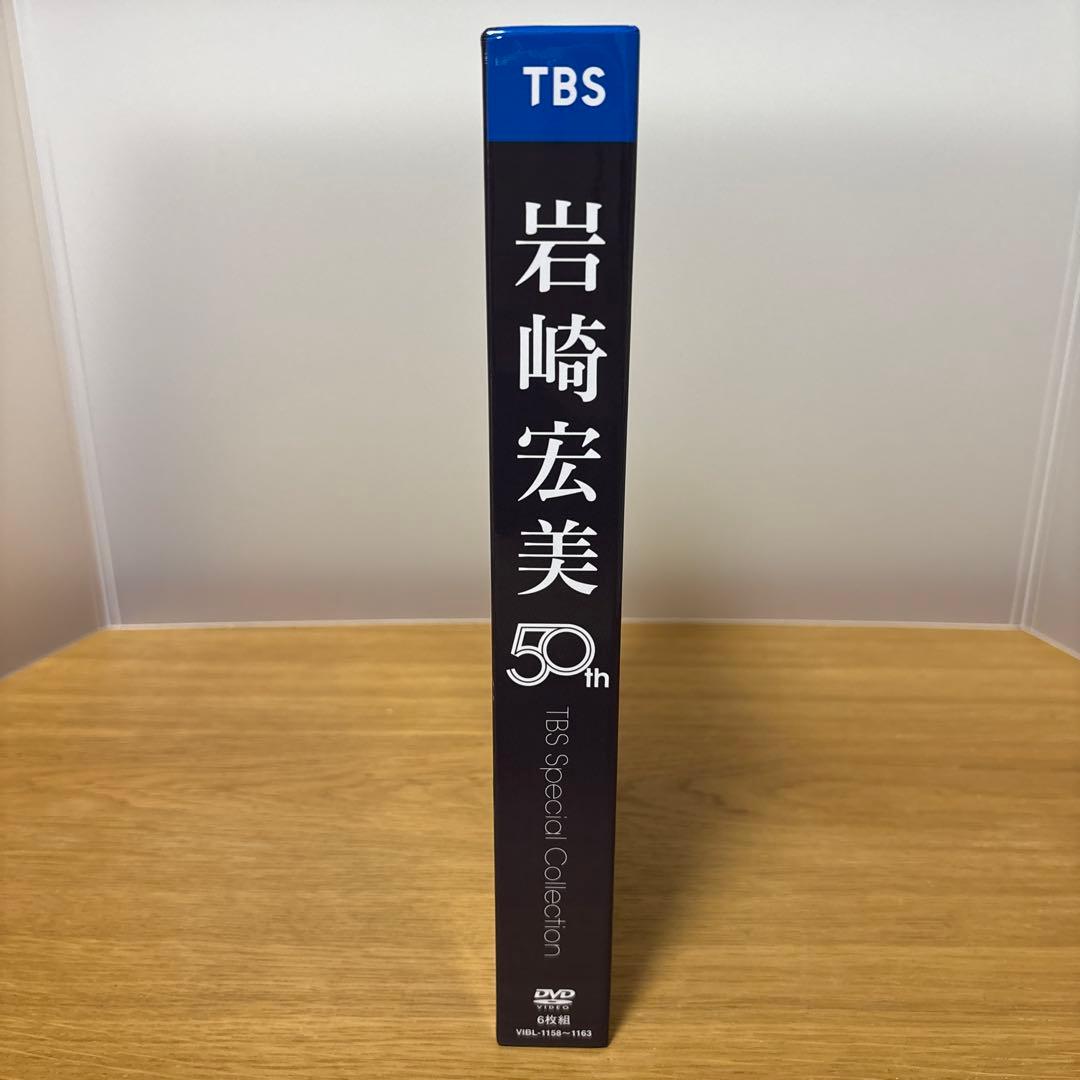 TBS
岩崎宏美
50th
TBS Special Collection
DVD
VIDEO
6枚組
VIBL-1158〜1163